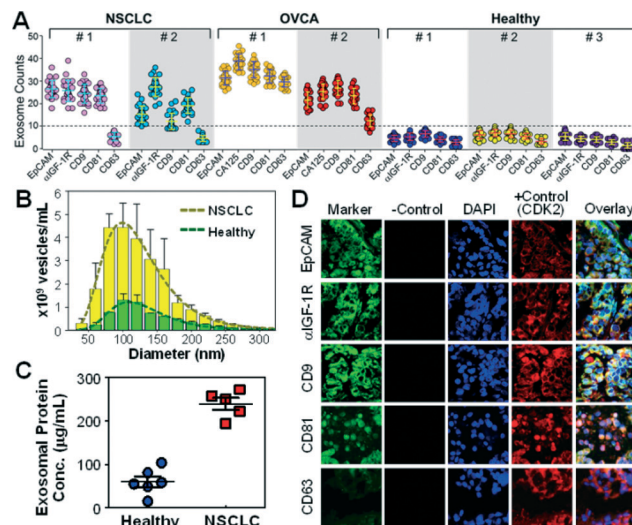 A
NSCLC OVCA Healthy
# 1 # 2 # 1 # 2 # 1 # 2 # 3
Exosome Counts
50
40
30
20
10
0
EpCAM αIGF-1R CD9 CD81 CD63 EpCAM αIGF-1R CD9 CD81 CD63 EpCAM CA125 CD9 CD81 CD63 EpCAM CA125 CD9 CD81 CD63 EpCAM αIGF-1R CD9 CD81 CD63 EpCAM αIGF-1R CD9 CD81 CD63 EpCAM αIGF-1R CD9 CD81 CD63
B
x10⁹ vesicles/mL
6
5
4
3
2
1
0
NSCLC
Healthy
50 100 150 200 250 300
Diameter (nm)
C
Exosomal Protein
Conc. (µg/mL)
300
200
100
0
Healthy NSCLC
D
Marker -Control DAPI +Control (CDK2) Overlay
EpCAM
αIGF-1R
CD9
CD81
CD63